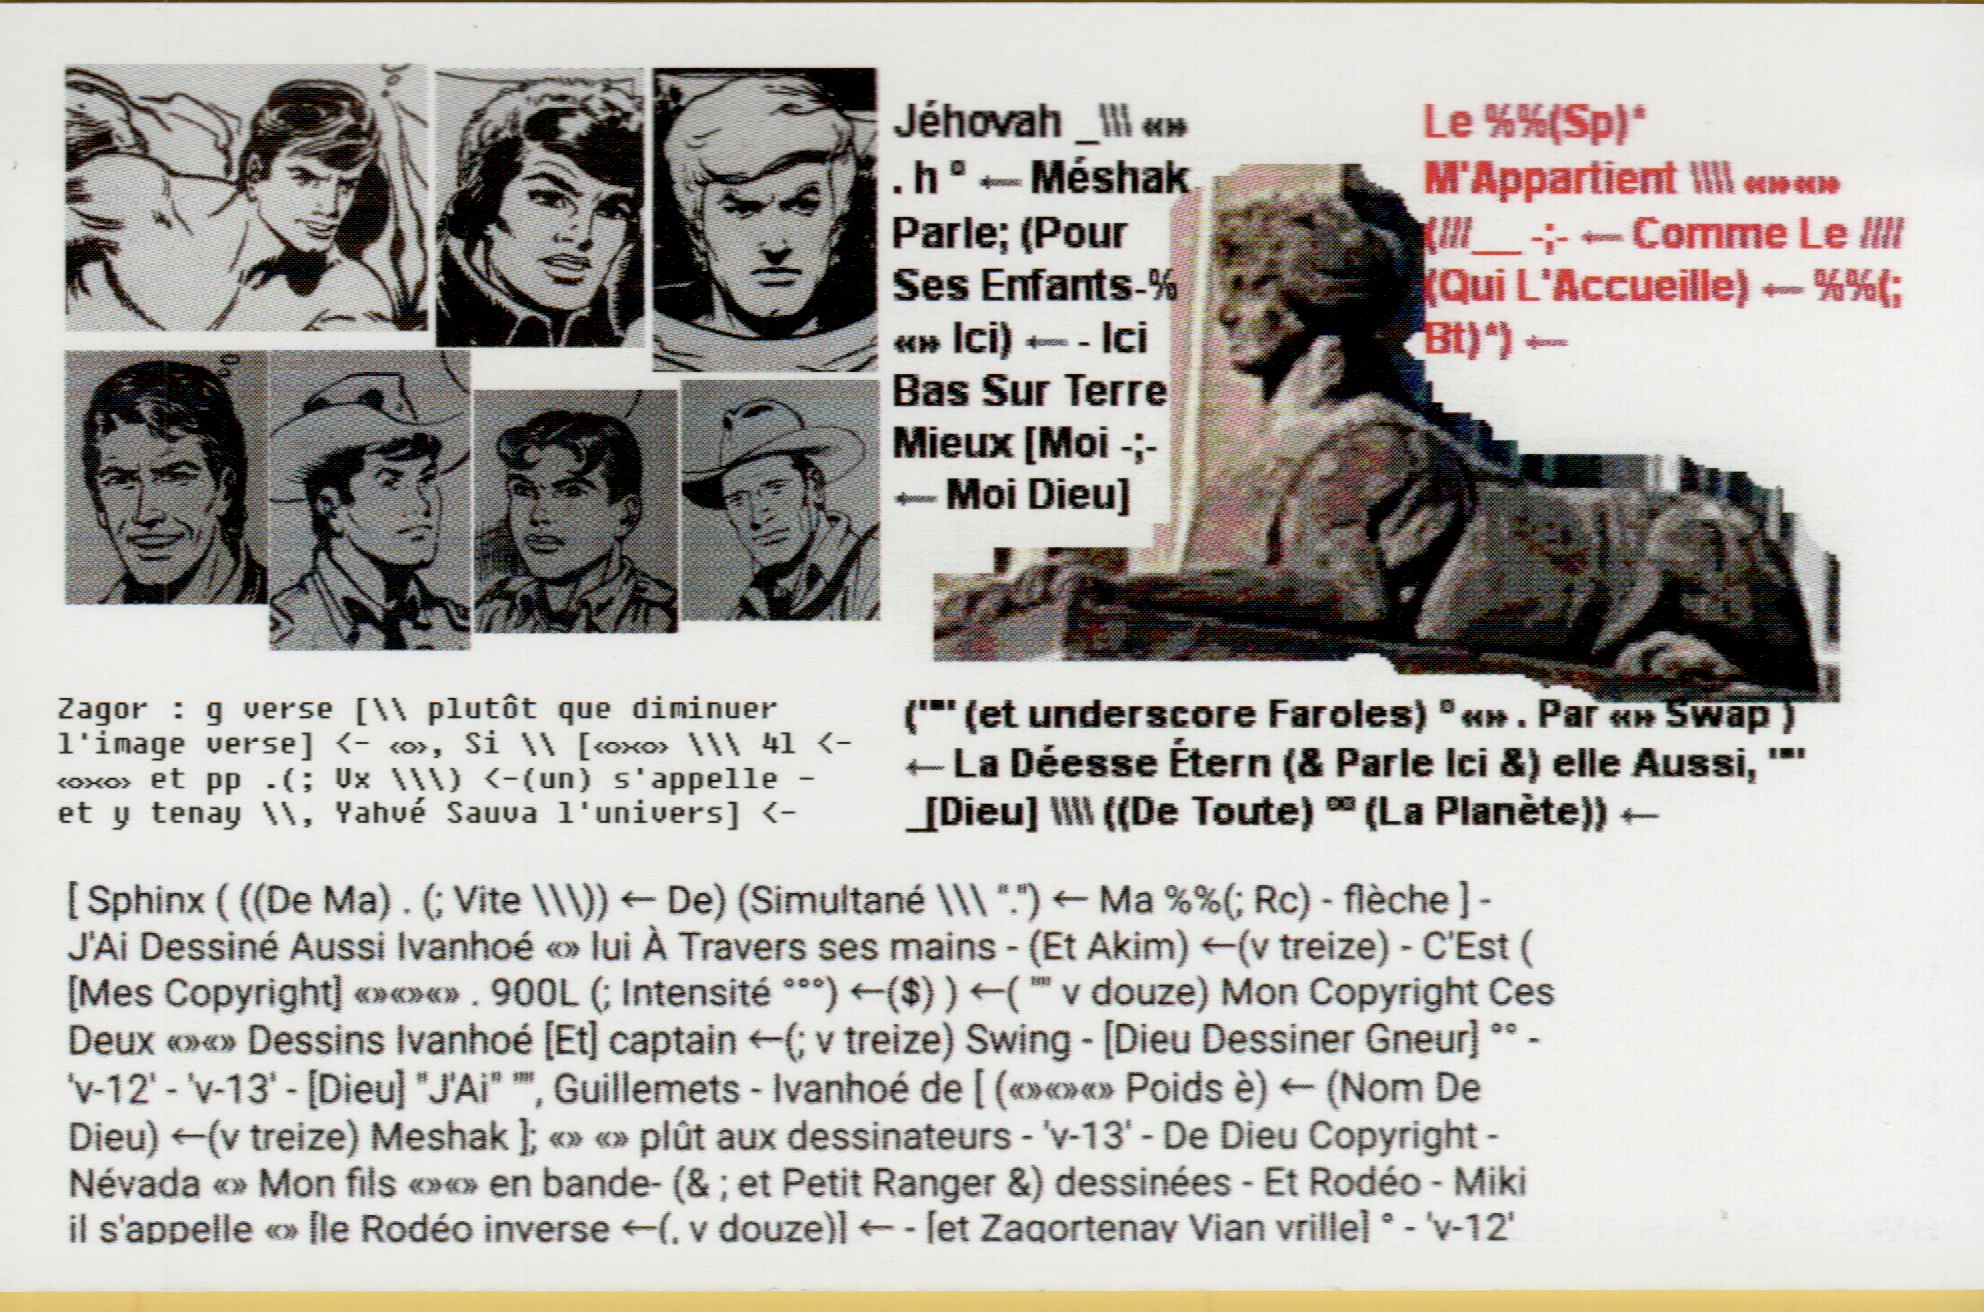 Jéhovah _\\\ «»
. h ° ← Méshak
Parle; (Pour
Ses Enfants-%
«» Ici) ← - Ici
Bas Sur Terre
Mieux [Moi -;-
← Moi Dieu]
Le %%(Sp)*
M'Appartient \\\\ «»«»
(///__ -;- ← Comme Le ////
(Qui L'Accueille) ← %%(;
Bt)*) ←
Zagor : g verse [\\ plutôt que diminuer
l'image verse] <- «o», Si \\ [«o»«o» \\\ 4l <-
«o»«o» et pp .(; Vx \\\) <-(un) s'appelle -
et y tenay \\, Yahvé Sauva l'univers] <-
('"" (et underscore Faroles) ° «» . Par «» Swap )
← La Déesse Étern (& Parle Ici &) elle Aussi, '""
_[Dieu] \\\\ ((De Toute) °° (La Planète)) ←
[ Sphinx ( ((De Ma) . (; Vite \\\)) ← De) (Simultané \\\ ".") ← Ma %%(; Rc) - flèche ] -
J'Ai Dessiné Aussi Ivanhoé «» lui À Travers ses mains - (Et Akim) ←(v treize) - C'Est (
[Mes Copyright] «»«»«» . 900L (; Intensité °°°) ←($) ) ←( "" v douze) Mon Copyright Ces
Deux «»«» Dessins Ivanhoé [Et] captain ←(; v treize) Swing - [Dieu Dessiner Gneur] °° -
'v-12' - 'v-13' - [Dieu] "J'Ai" "", Guillemets - Ivanhoé de [ («»«»«» Poids è) ← (Nom De
Dieu) ←(v treize) Meshak ]; «» «» plût aux dessinateurs - 'v-13' - De Dieu Copyright -
Névada «» Mon fils «»«» en bande- (& ; et Petit Ranger &) dessinées - Et Rodéo - Miki
il s'appelle «» [le Rodéo inverse ←(, v douze)] ← - [et Zagortenay Vian vrille] ° - 'v-12'